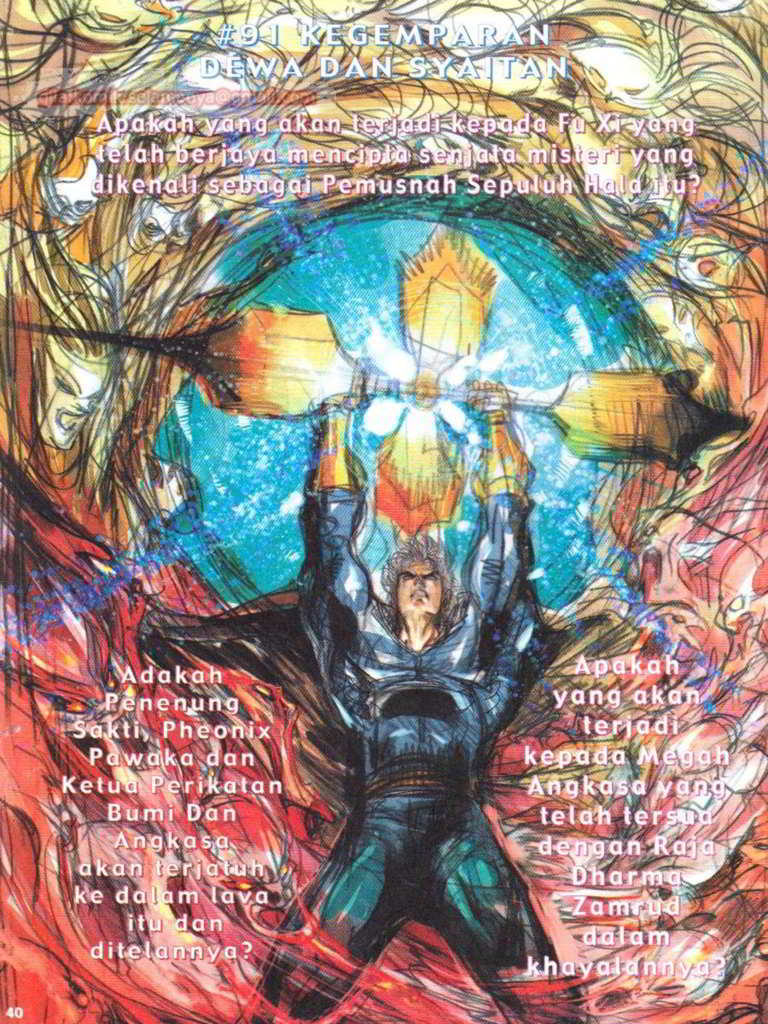 #91 KEGEMPARAN
DEWA DAN SYAITAN
Apakah yang akan terjadi kepada Fu Xi yang
telah berjaya mencipta senjata misteri yang
dikenali sebagai Pemusnah Sepuluh Hala itu?
Adakah
Penenung
Sakti, Pheonix
Pawaka dan
Ketua Perikatan
Bumi Dan
Angkasa
akan terjatuh
ke dalam lava
itu dan
ditelannya?
Apakah
yang akan
terjadi
kepada Megah
Angkasa yang
telah tersua
dengan Raja
Dharma
Zamrud
dalam
khayalannya?
40